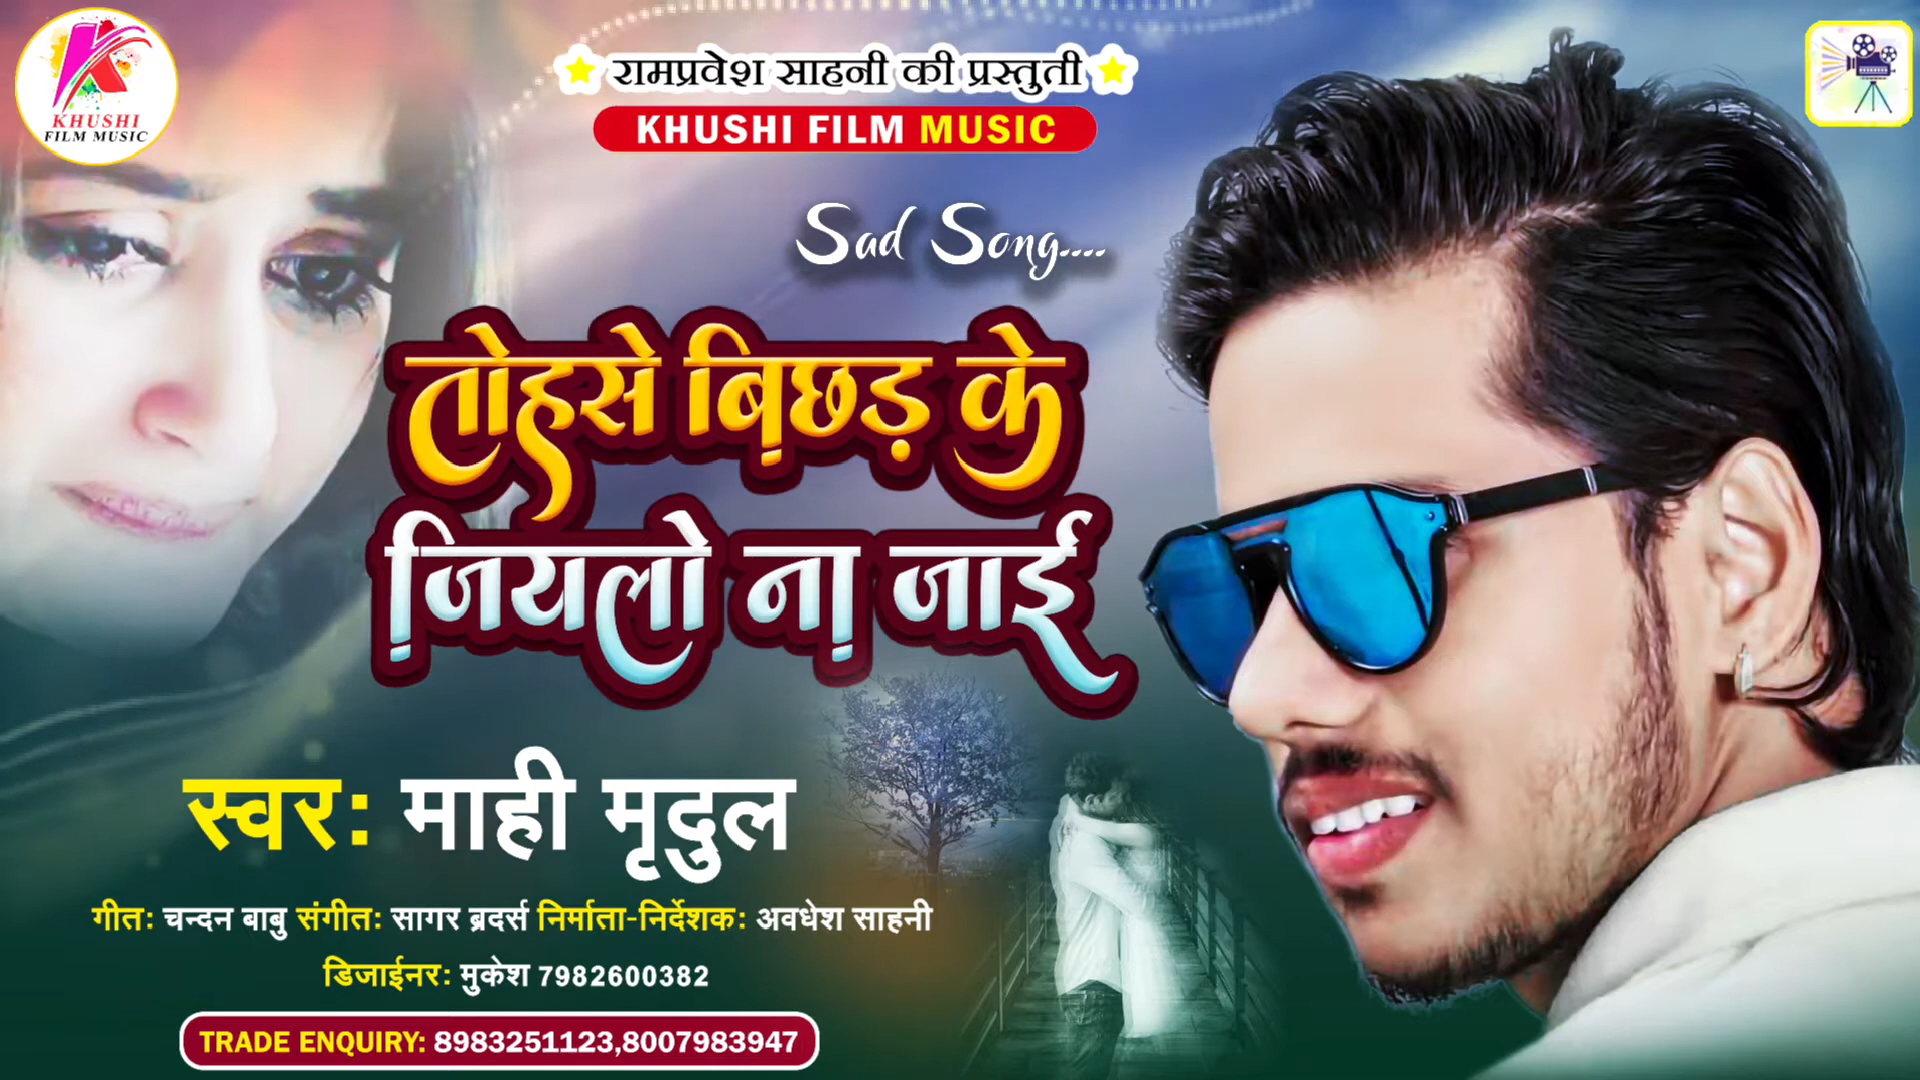 KHUSHI
FILM MUSIC
रामप्रवेश साहनी की प्रस्तुती
KHUSHI FILM MUSIC
Sad Song....
तोहसे बिछड़ के
जियलो ना जाई
स्वर: माही मृदुल
गीत: चन्दन बाबु संगीत: सागर ब्रदर्स निर्माता-निर्देशक: अवधेश साहनी
डिजाईनर: मुकेश 7982600382
TRADE ENQUIRY: 8983251123,8007983947